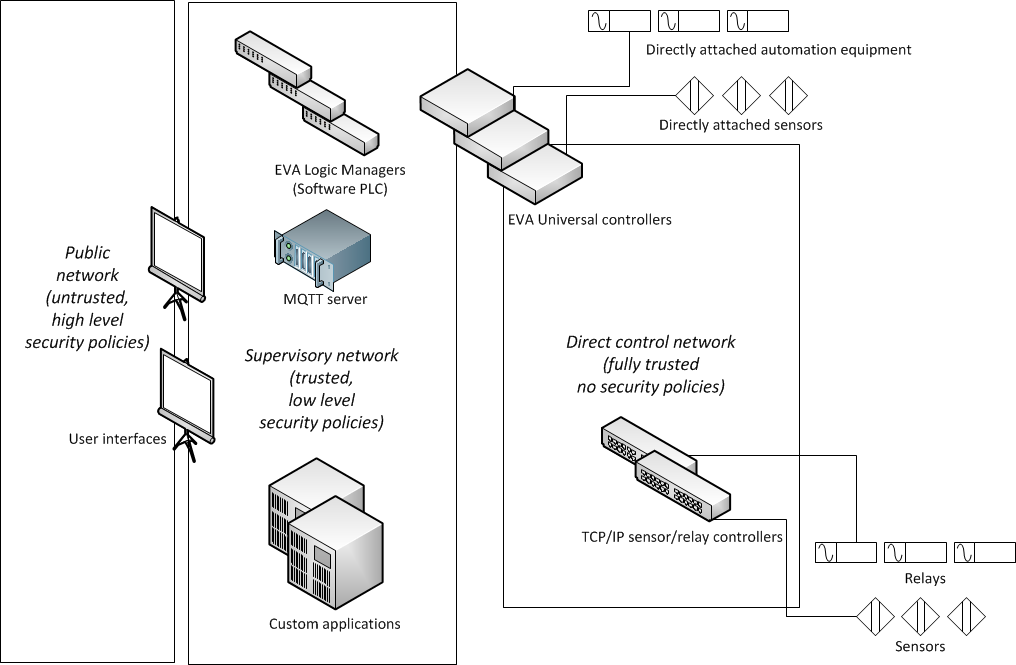 Directly attached automation equipment
Directly attached sensors
EVA Logic Managers
(Software PLC)
EVA Universal controllers
MQTT server
Public
network
(untrusted,
high level
security policies)
Supervisory network
(trusted,
low level
security policies)
Direct control network
(fully trusted
no security policies)
User interfaces
TCP/IP sensor/relay controllers
Relays
Custom applications
Sensors